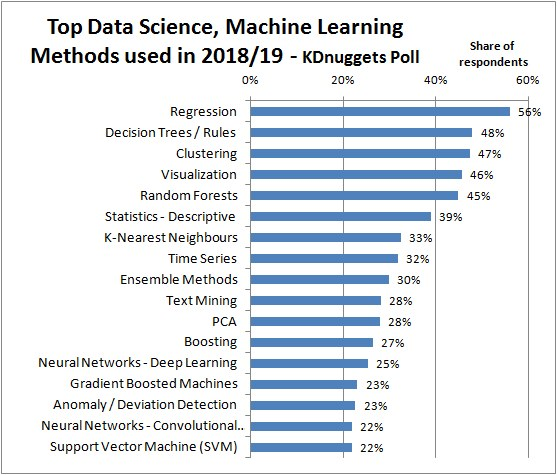 Top Data Science, Machine Learning
Methods used in 2018/19 - KDnuggets Poll
Share of
respondents
0%
20%
40%
60%
Regression 56%
Decision Trees / Rules 48%
Clustering 47%
Visualization 46%
Random Forests 45%
Statistics - Descriptive 39%
K-Nearest Neighbours 33%
Time Series 32%
Ensemble Methods 30%
Text Mining 28%
PCA 28%
Boosting 27%
Neural Networks - Deep Learning 25%
Gradient Boosted Machines 23%
Anomaly / Deviation Detection 23%
Neural Networks - Convolutional.. 22%
Support Vector Machine (SVM) 22%